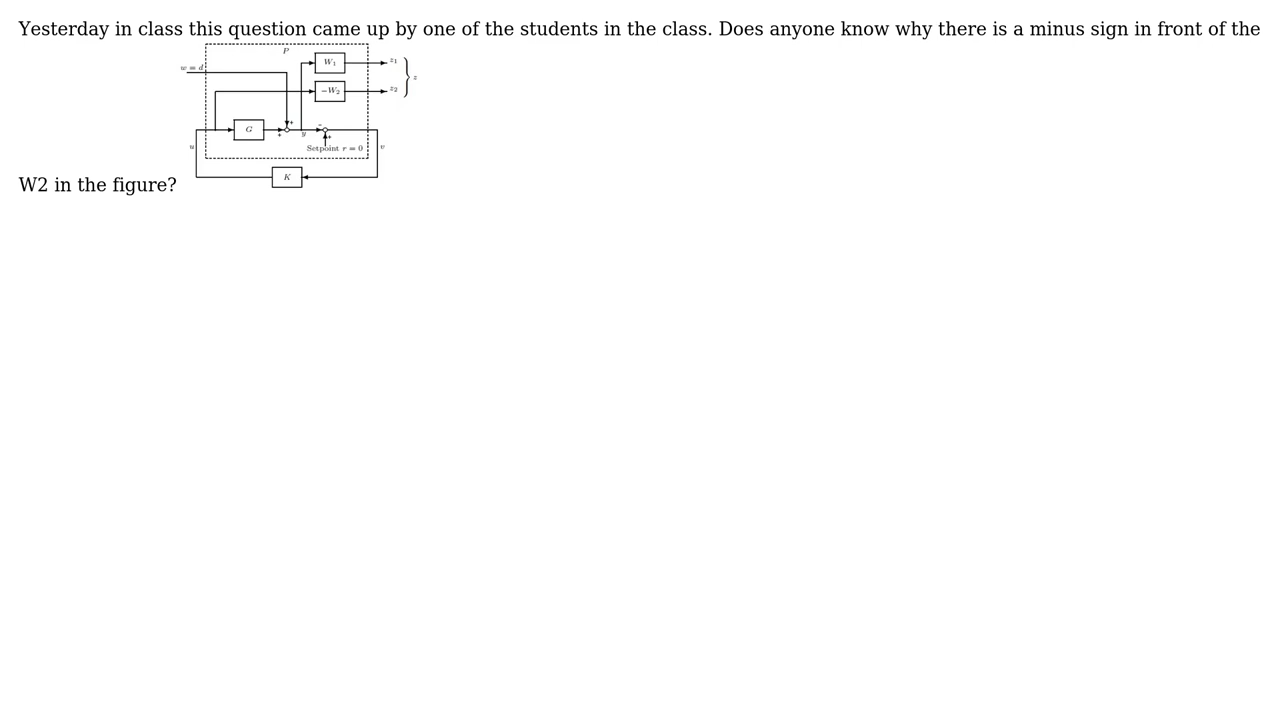 Yesterday in class this question came up by one of the students in the class. Does anyone know why there is a minus sign in front of the
P
W₁
z₁
w = d
z
−W₂
z₂
+
G
+
y
−
+
u
Setpoint r = 0
v
K
W2 in the figure?